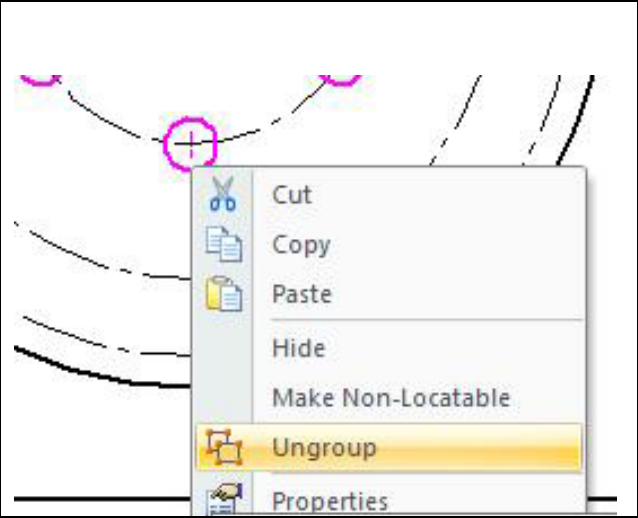 Cut
Copy
Paste
Hide
Make Non-Locatable
Ungroup
Properties